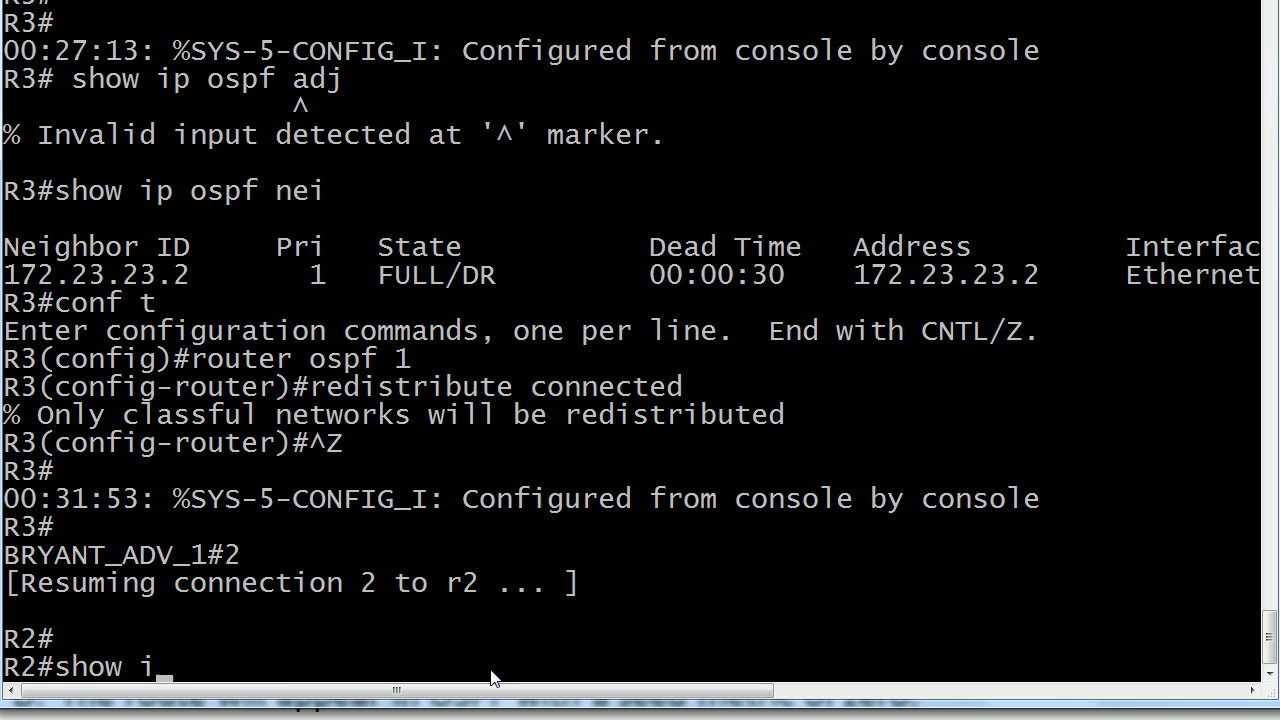 R3#
R3#
00:27:13: %SYS-5-CONFIG_I: Configured from console by console
R3# show ip ospf adj
^
% Invalid input detected at '^' marker.
R3#show ip ospf nei
Neighbor ID Pri State Dead Time Address Interfac
172.23.23.2 1 FULL/DR 00:00:30 172.23.23.2 Ethernet
R3#conf t
Enter configuration commands, one per line. End with CNTL/Z.
R3(config)#router ospf 1
R3(config-router)#redistribute connected
% Only classful networks will be redistributed
R3(config-router)#^Z
R3#
00:31:53: %SYS-5-CONFIG_I: Configured from console by console
R3#
BRYANT_ADV_1#2
[Resuming connection 2 to r2 ... ]
R2#
R2#show i_